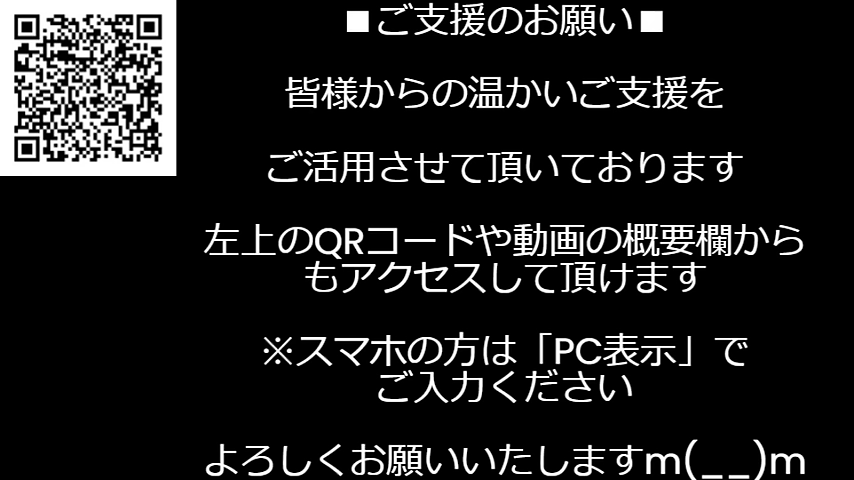 ■ご支援のお願い■
皆様からの温かいご支援を
ご活用させて頂いております
左上のQRコードや動画の概要欄から
もアクセスして頂けます
※スマホの方は「PC表示」で
ご入力ください
よろしくお願いいたしますm(__)m